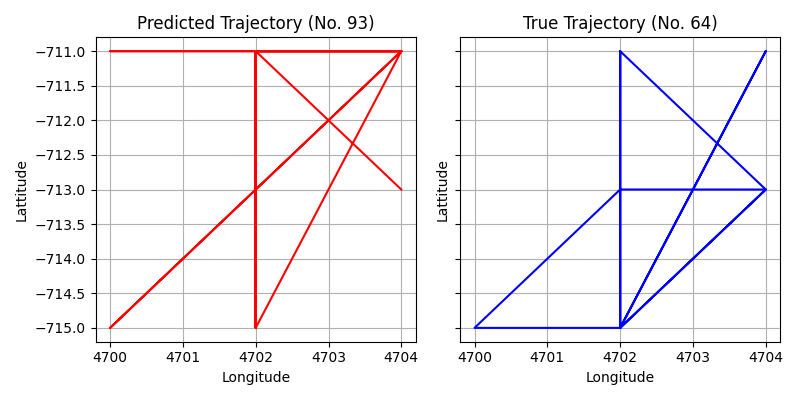 Predicted Trajectory (No. 93)
True Trajectory (No. 64)
Lattitude
−711.0
−711.5
−712.0
−712.5
−713.0
−713.5
−714.0
−714.5
−715.0
4700 4701 4702 4703 4704
Longitude
Lattitude
4700 4701 4702 4703 4704
Longitude